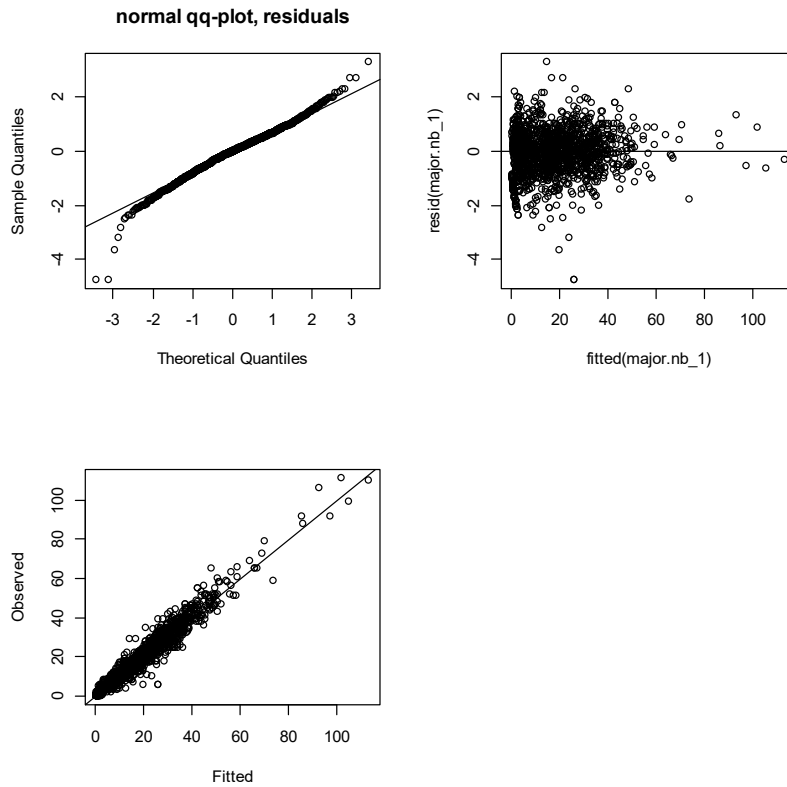 normal qq-plot, residuals
Sample Quantiles
2
0
-2
-4
-3 -2 -1 0 1 2 3
Theoretical Quantiles
resid(major.nb_1)
2
0
-2
-4
0 20 40 60 80 100
fitted(major.nb_1)
Observed
100
80
60
40
20
0
0 20 40 60 80 100
Fitted